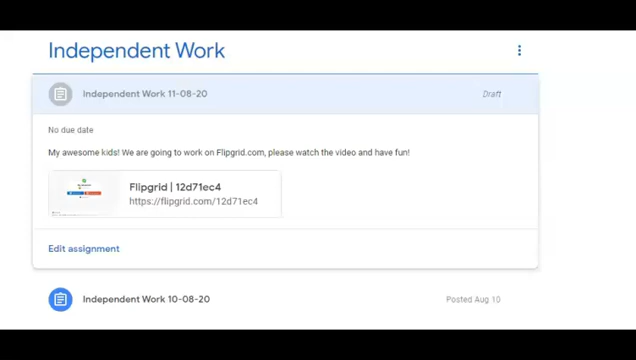 Independent Work
Independent Work 11-08-20
Draft
No due date
My awesome kids! We are going to work on Flipgrid.com, please watch the video and have fun!
Flipgrid | 12d71ec4
https://flipgrid.com/12d71ec4
Edit assignment
Independent Work 10-08-20
Posted Aug 10